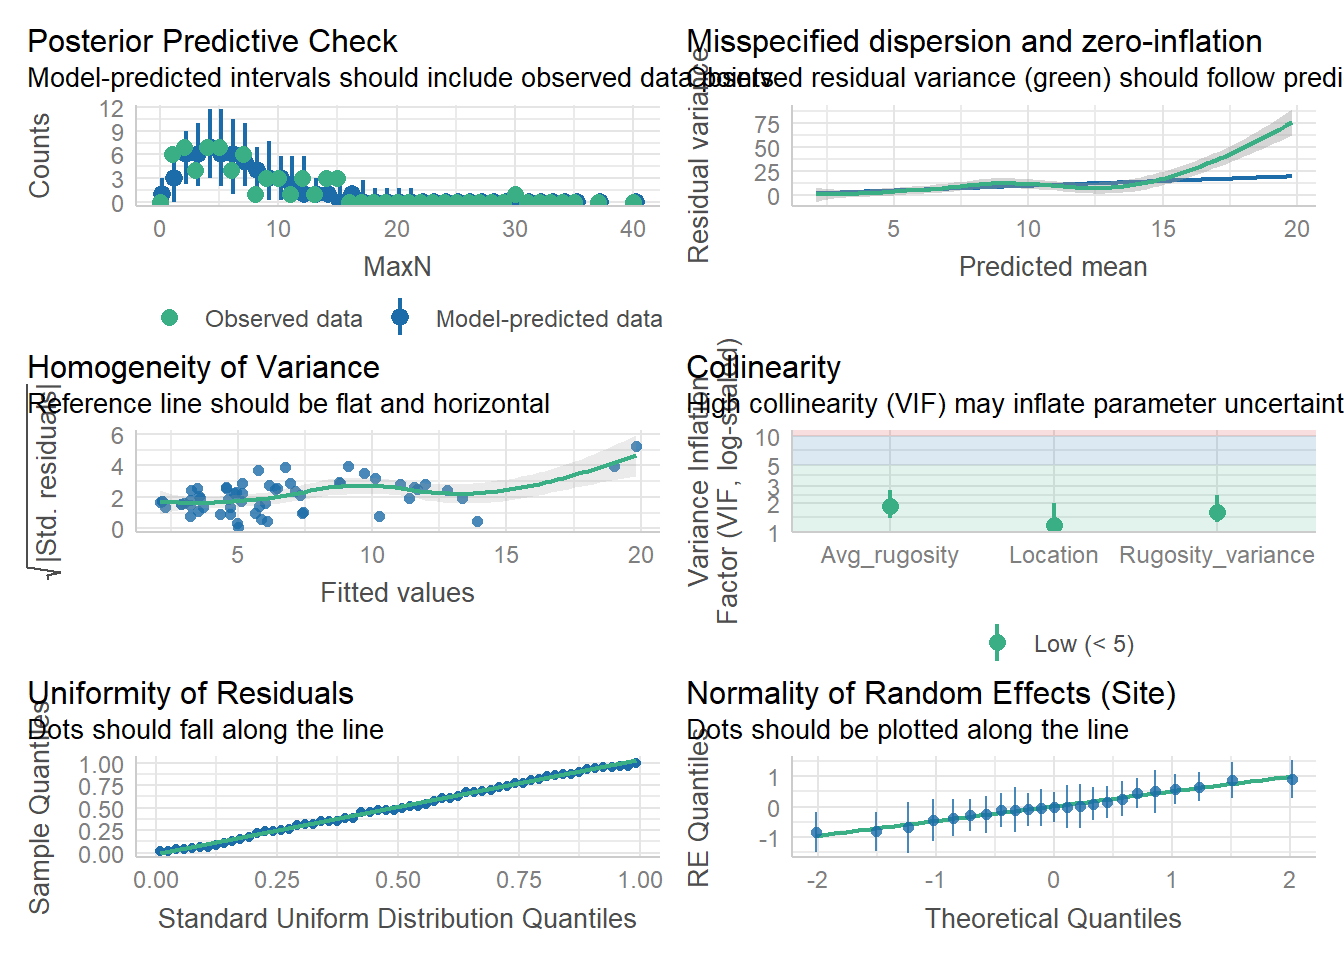 Posterior Predictive Check
Model-predicted intervals should include observed data points
Counts
12
9
6
3
0
0
10
20
30
40
MaxN
Observed data
Model-predicted data
Misspecified dispersion and zero-inflation
Observed residual variance (green) should follow predi
Residual variance
75
50
25
0
5
10
15
20
Predicted mean
Homogeneity of Variance
Reference line should be flat and horizontal
√|Std. residuals|
6
4
2
0
5
10
15
20
Fitted values
Collinearity
High collinearity (VIF) may inflate parameter uncertaint
Variance Inflation
Factor (VIF, log-scaled)
10
5
3
2
1
Avg_rugosity
Location
Rugosity_variance
Low (< 5)
Uniformity of Residuals
Dots should fall along the line
Sample Quantiles
1.00
0.75
0.50
0.25
0.00
0.00
0.25
0.50
0.75
1.00
Standard Uniform Distribution Quantiles
Normality of Random Effects (Site)
Dots should be plotted along the line
RE Quantiles
1
0
-1
-2
-1
0
1
2
Theoretical Quantiles